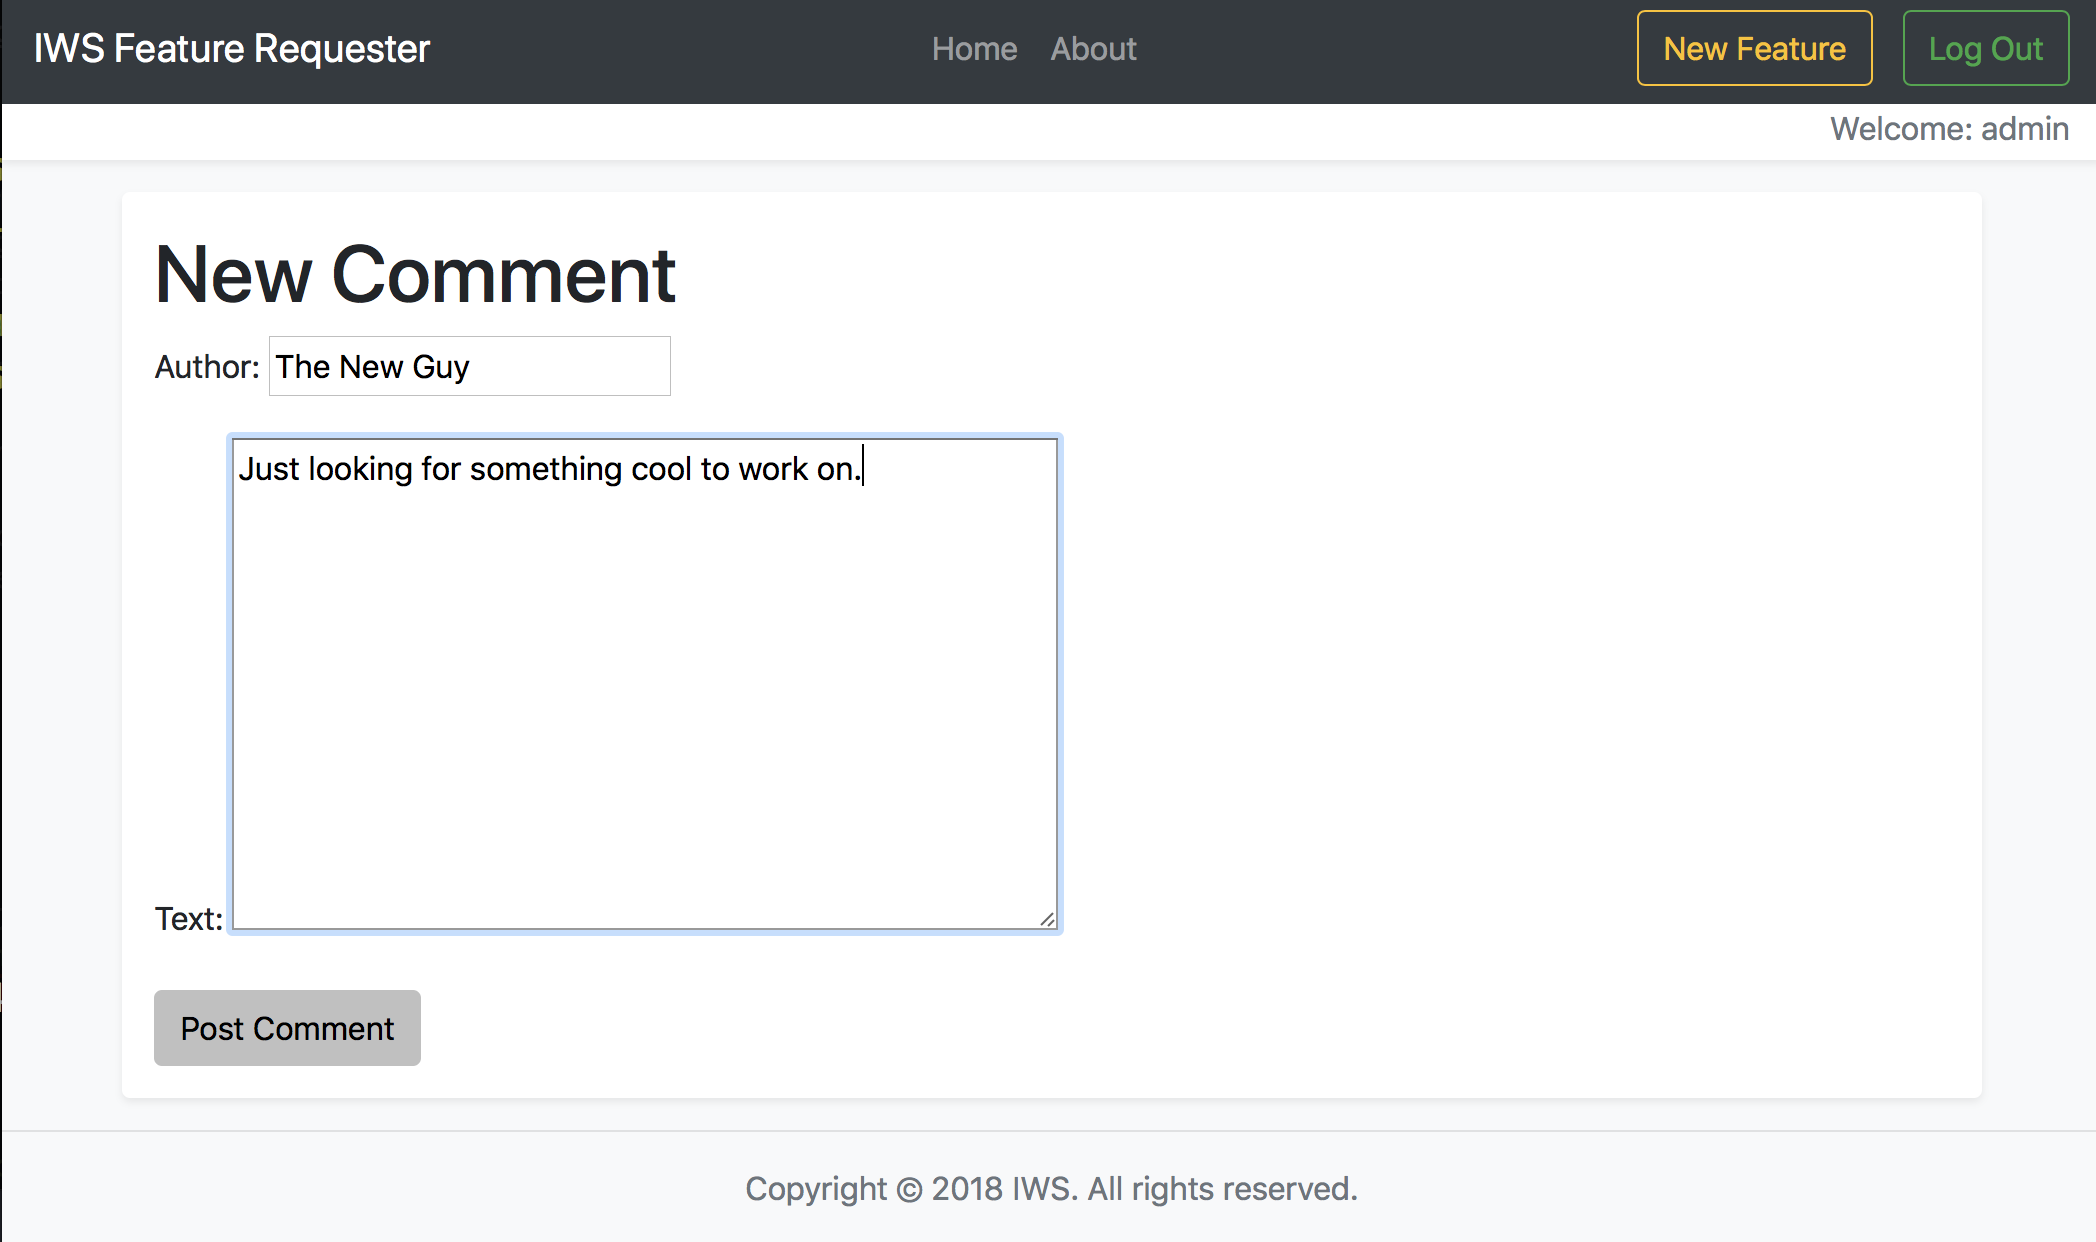 IWS Feature Requester Home About New Feature Log Out
Welcome: admin
New Comment
Author: The New Guy
Just looking for something cool to work on.
Text:
Post Comment
Copyright © 2018 IWS. All rights reserved.